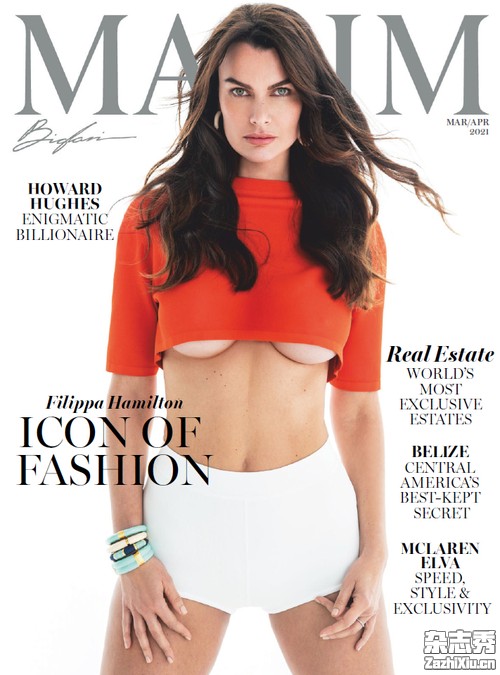 MAXIM
MAR/APR
2021
HOWARD
HUGHES
ENIGMATIC
BILLIONAIRE
Real Estate
WORLD'S
MOST
EXCLUSIVE
ESTATES
Filippa Hamilton
ICON OF
FASHION
BELIZE
CENTRAL
AMERICA'S
BEST-KEPT
SECRET
MCLAREN
ELVA
SPEED,
STYLE &
EXCLUSIVITY
杂志秀
ZazhiXiu.cn